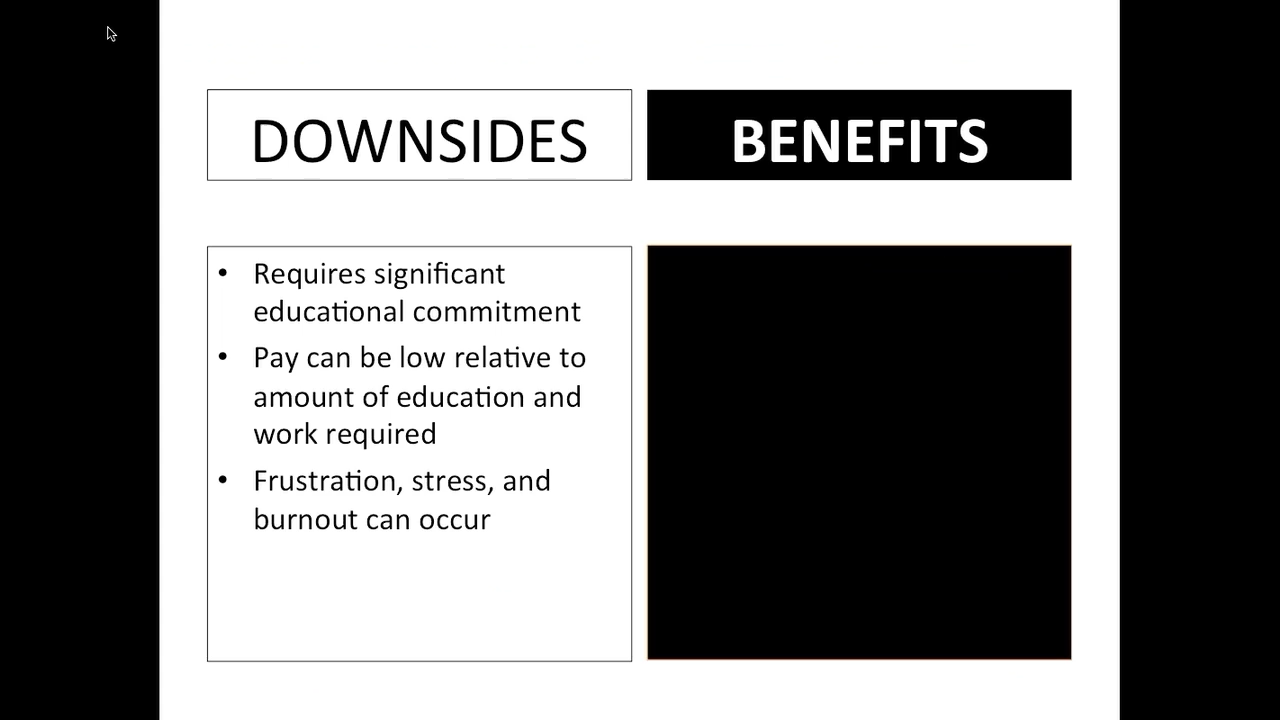 DOWNSIDES
BENEFITS
• Requires significant
educational commitment
• Pay can be low relative to
amount of education and
work required
• Frustration, stress, and
burnout can occur